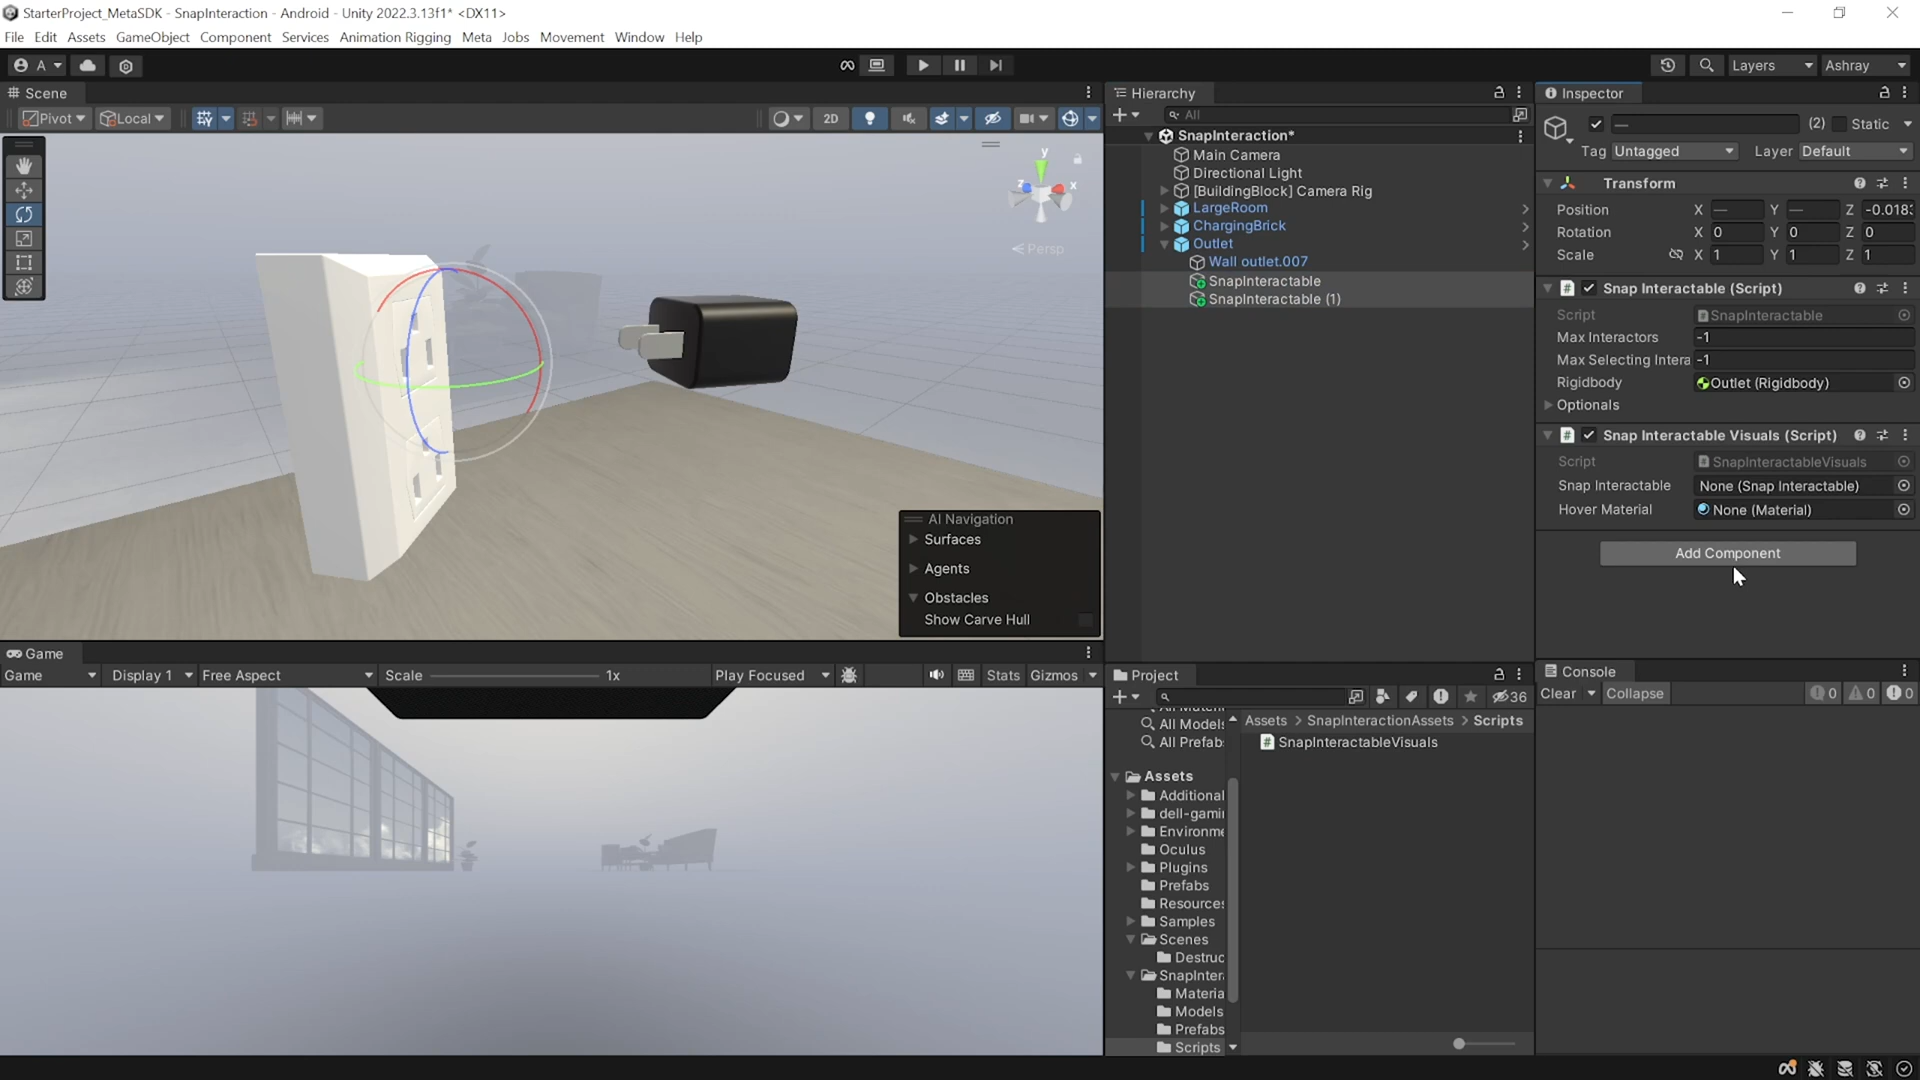 StarterProject_MetaSDK - SnapInteraction - Android - Unity 2022.3.13f1* <DX11>
File Edit Assets GameObject Component Services Animation Rigging Meta Jobs Movement Window Help
A Layers Ashray
Scene
Pivot Local 2D
y
z x
Persp
AI Navigation
Surfaces
Agents
Obstacles
Show Carve Hull
Game
Game Display 1 Free Aspect Scale 1x Play Focused Stats Gizmos
Hierarchy
All
SnapInteraction*
Main Camera
Directional Light
[BuildingBlock] Camera Rig
LargeRoom
ChargingBrick
Outlet
Wall outlet.007
SnapInteractable
SnapInteractable (1)
Project
36
All Models
All Prefab
Assets
Additional
dell-gami
Environme
Oculus
Plugins
Prefabs
Resources
Samples
Scenes
Destruc
SnapInter
Materia
Models
Prefabs
Scripts
Assets > SnapInteractionAssets > Scripts
SnapInteractableVisuals
Inspector
— (2) Static
Tag Untagged Layer Default
Transform
Position X — Y — Z -0.018
Rotation X 0 Y 0 Z 0
Scale X 1 Y 1 Z 1
Snap Interactable (Script)
Script SnapInteractable
Max Interactors -1
Max Selecting Intera -1
Rigidbody Outlet (Rigidbody)
Optionals
Snap Interactable Visuals (Script)
Script SnapInteractableVisuals
Snap Interactable None (Snap Interactable)
Hover Material None (Material)
Add Component
Console
Clear Collapse 0 0 0